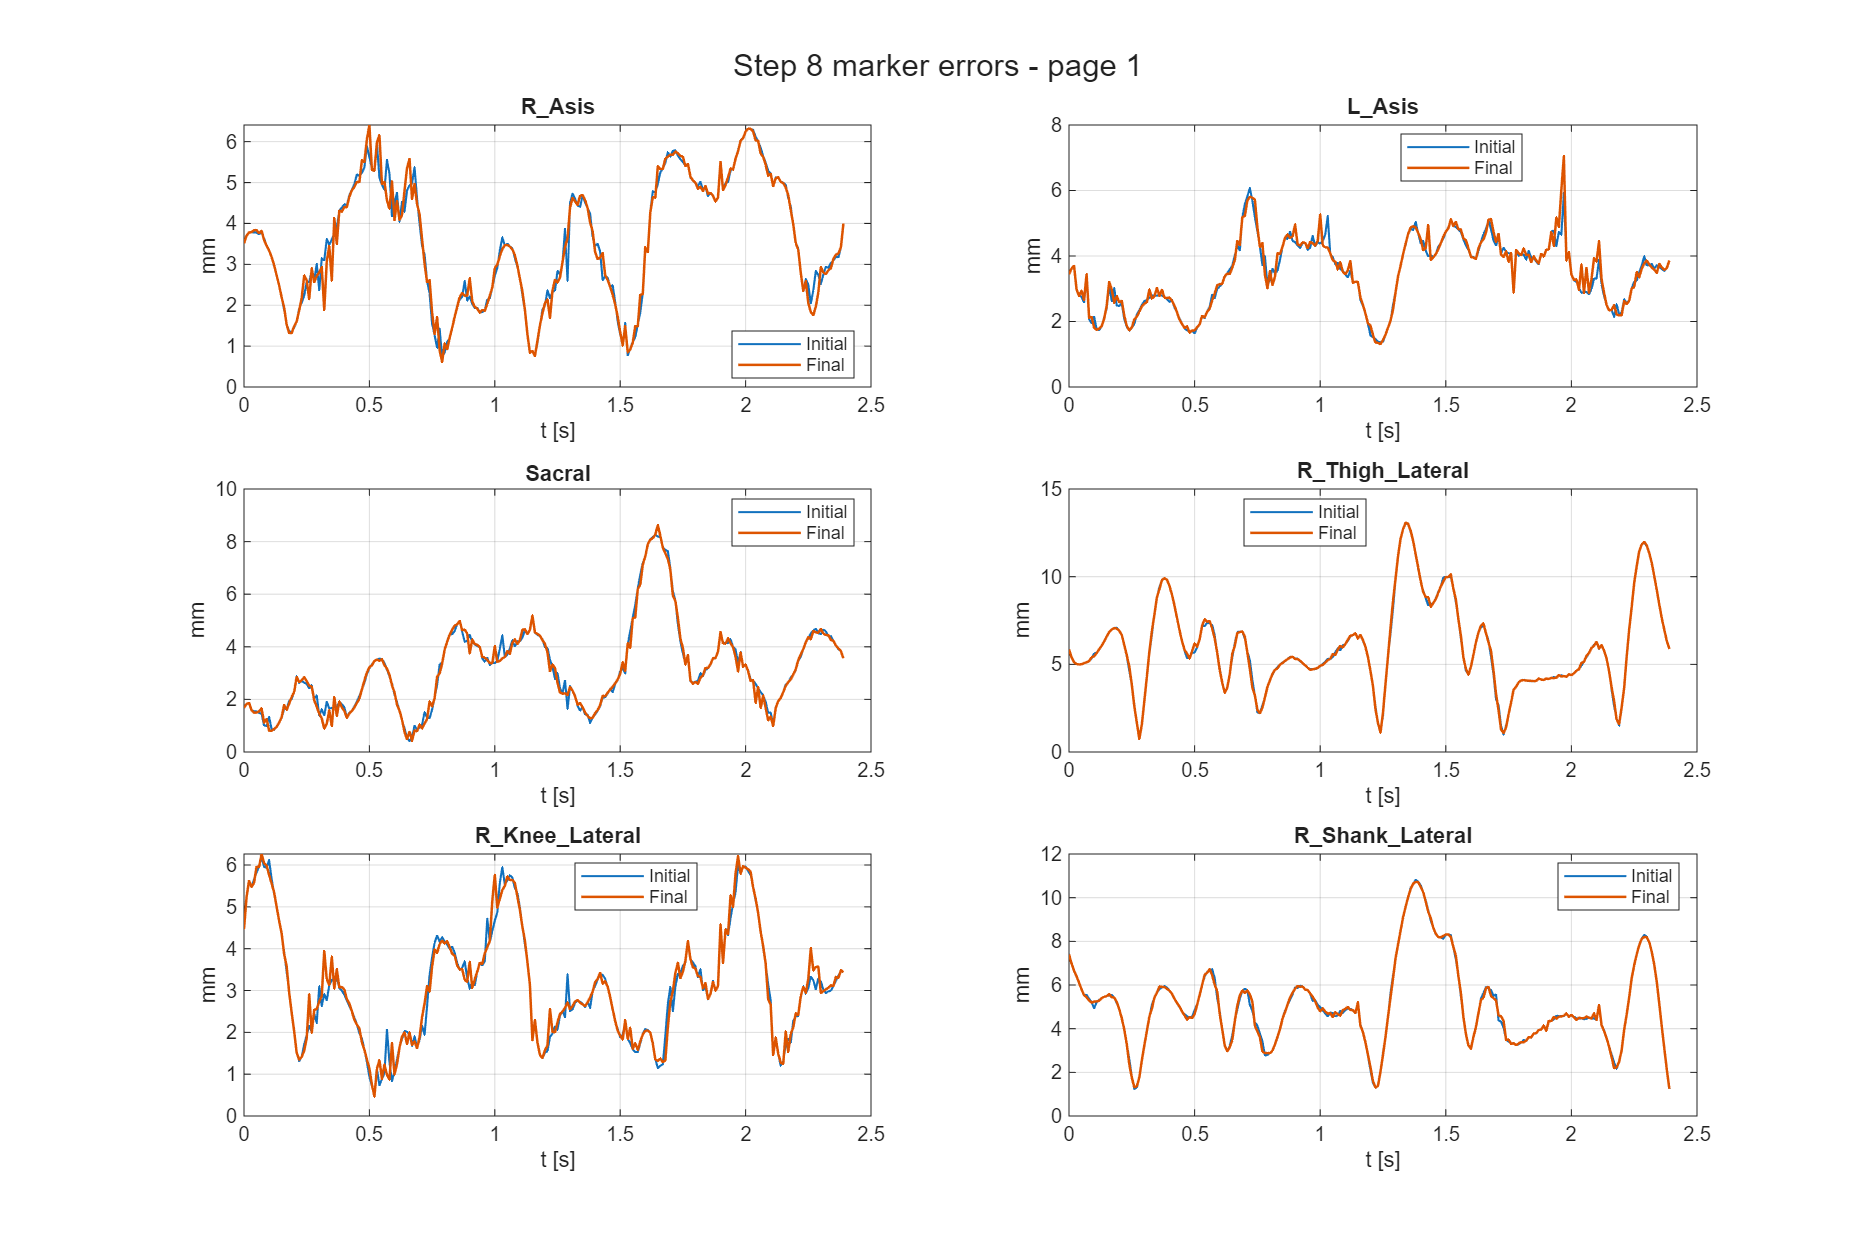 Step 8 marker errors - page 1
R_Asis
6
5
4
3
2
1
0
mm
0 0.5 1 1.5 2 2.5
t [s]
Initial
Final
L_Asis
8
6
4
2
0
mm
0 0.5 1 1.5 2 2.5
t [s]
Initial
Final
Sacral
10
8
6
4
2
0
mm
0 0.5 1 1.5 2 2.5
t [s]
Initial
Final
R_Thigh_Lateral
15
10
5
0
mm
0 0.5 1 1.5 2 2.5
t [s]
Initial
Final
R_Knee_Lateral
6
5
4
3
2
1
0
mm
0 0.5 1 1.5 2 2.5
t [s]
Initial
Final
R_Shank_Lateral
12
10
8
6
4
2
0
mm
0 0.5 1 1.5 2 2.5
t [s]
Initial
Final